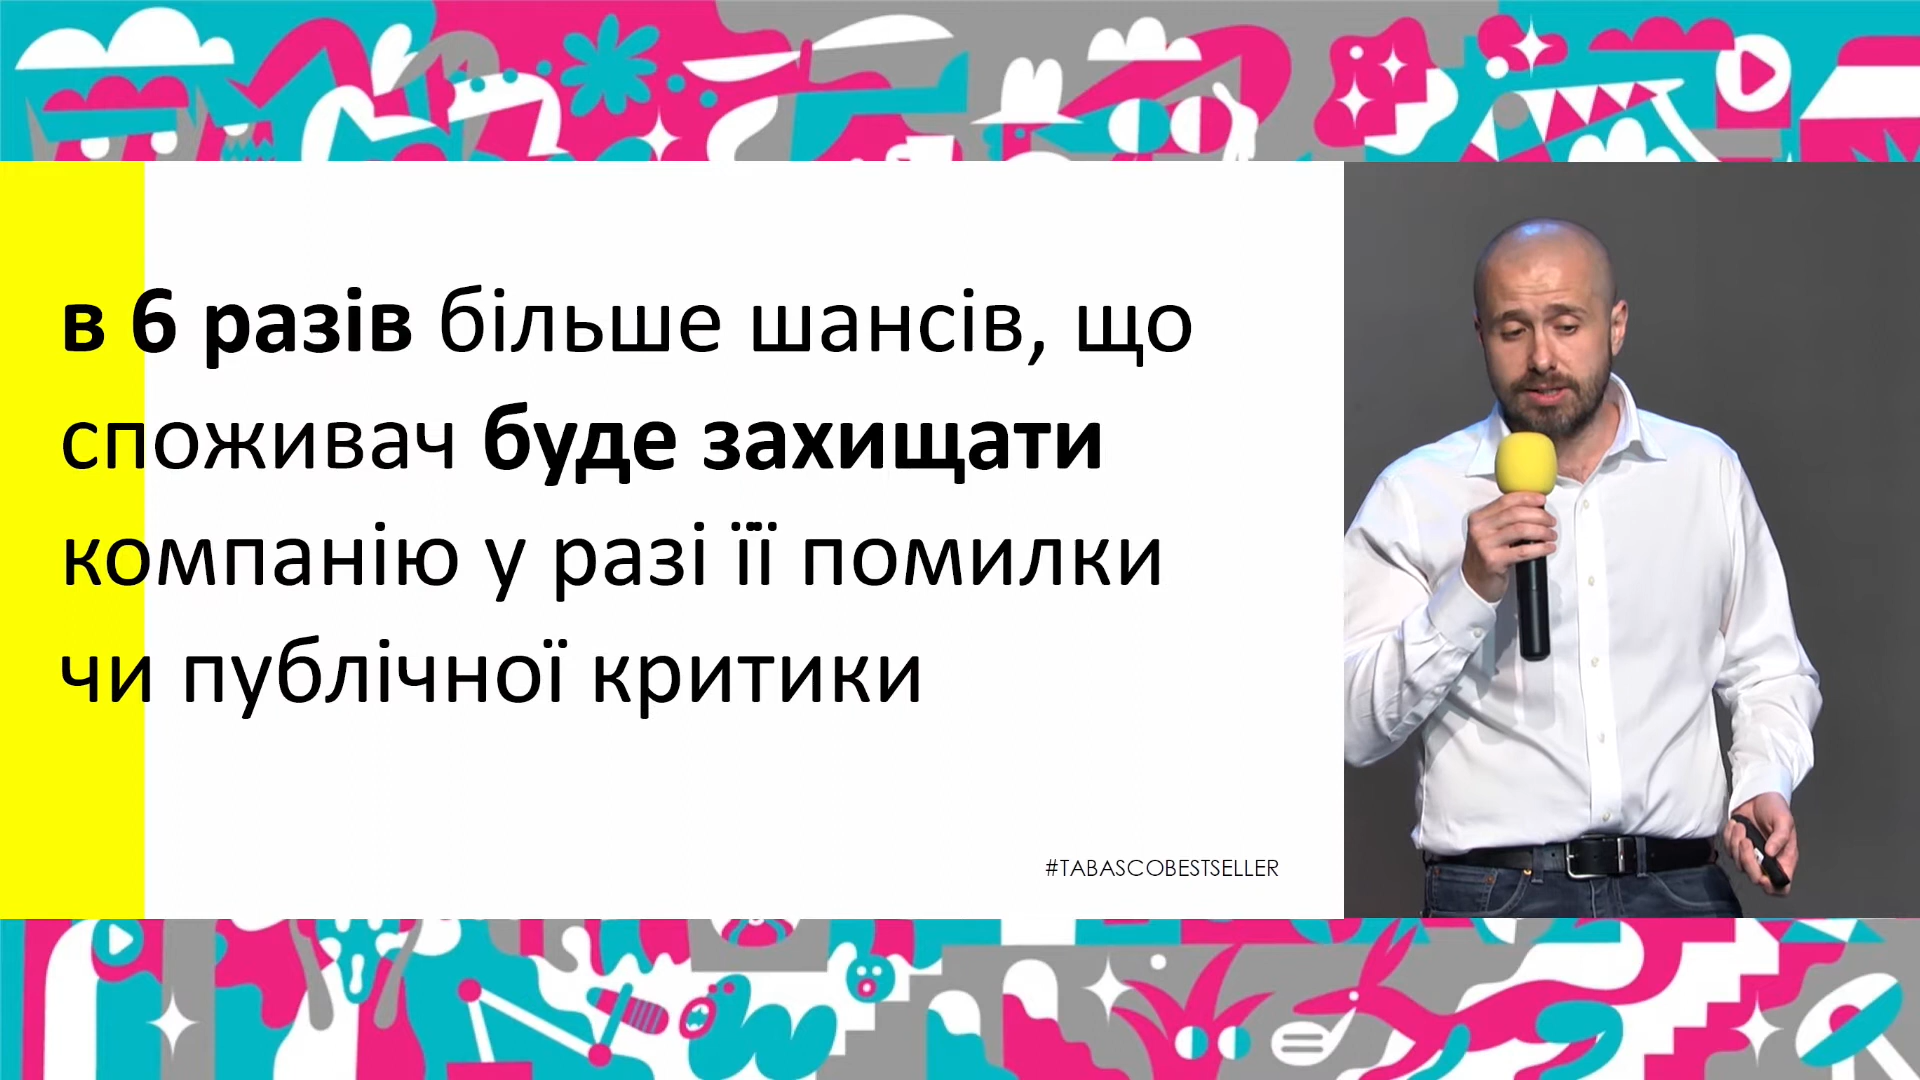 в 6 разів більше шансів, що
споживач буде захищати
компанію у разі її помилки
чи публічної критики
#TABASCOBESTSELLER